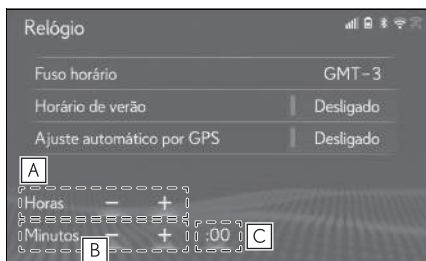 Relógio
Fuso horário GMT-3
Horário de verão Desligado
Ajuste automático por GPS Desligado
A
Horas - +
Minutos - + :00 C
B